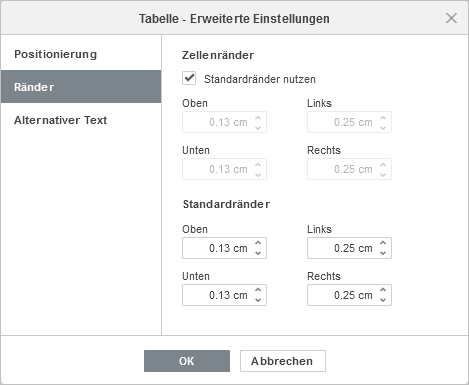 Tabelle - Erweiterte Einstellungen
Positionierung
Ränder
Alternativer Text
Zellenränder
Standardränder nutzen
Oben Links
0.13 cm 0.25 cm
Unten Rechts
0.13 cm 0.25 cm
Standardränder
Oben Links
0.13 cm 0.25 cm
Unten Rechts
0.13 cm 0.25 cm
OK Abbrechen